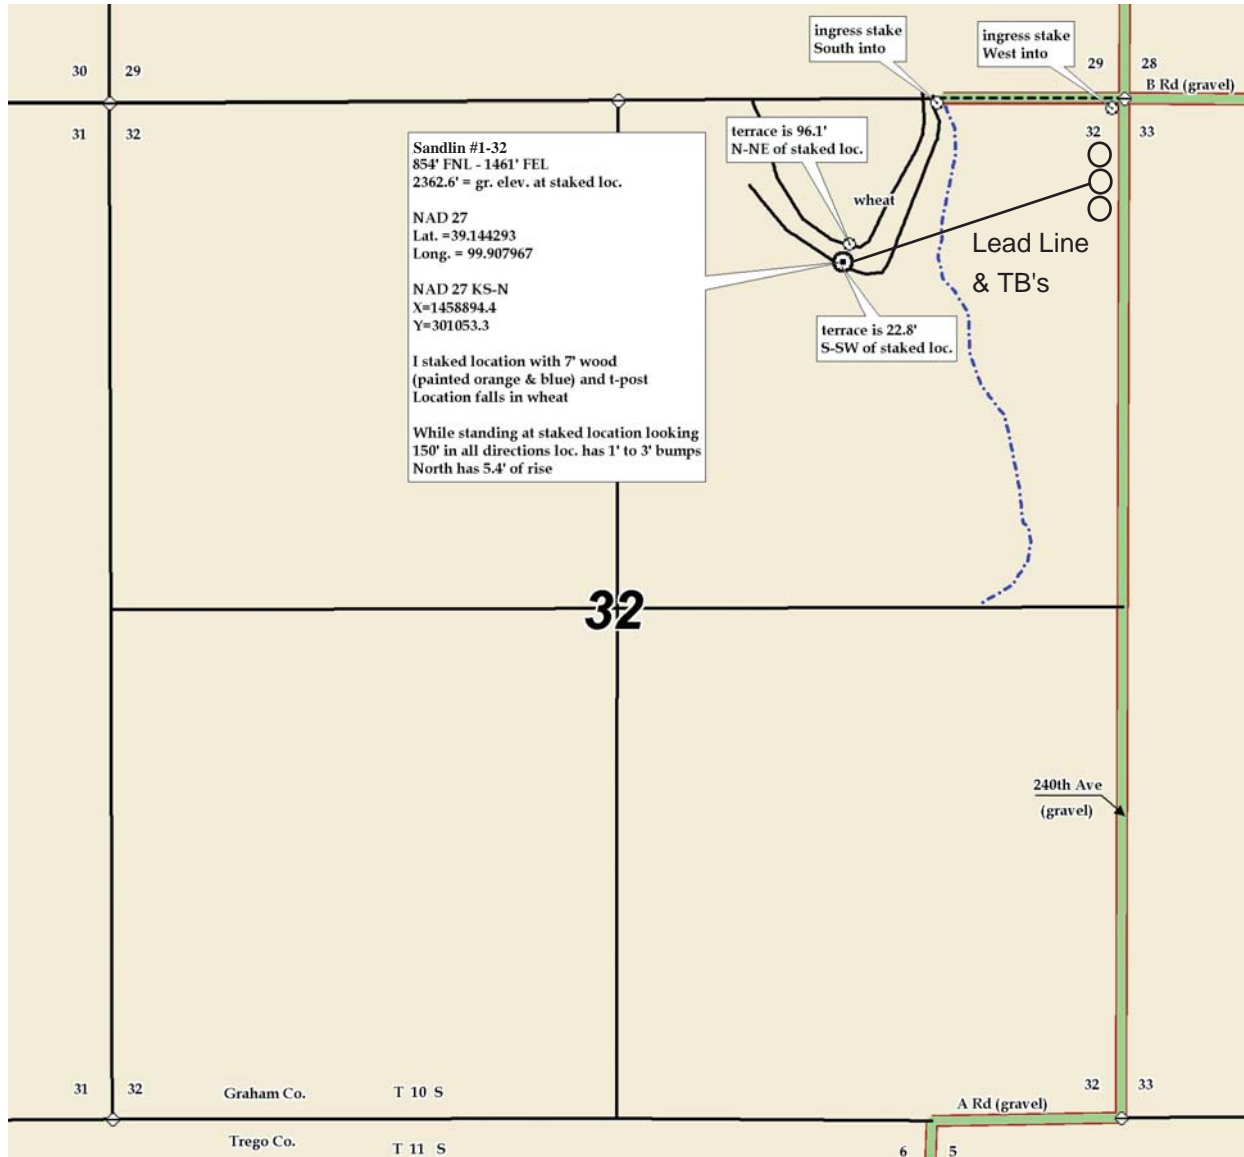 ingress stake
South into
ingress stake
West into
30 29
29 28
B Rd (gravel)
31 32
32 33
terrace is 96.1'
N-NE of staked loc.
wheat
Sandlin #1-32
854' FNL - 1461' FEL
2362.6' = gr. elev. at staked loc.
NAD 27
Lat. =39.144293
Long. = 99.907967
NAD 27 KS-N
X=1458894.4
Y=301053.3
I staked location with 7' wood
(painted orange & blue) and t-post
Location falls in wheat
While standing at staked location looking
150' in all directions loc. has 1' to 3' bumps
North has 5.4' of rise
Lead Line
& TB's
terrace is 22.8'
S-SW of staked loc.
32
240th Ave
(gravel)
31 32
Graham Co. T 10 S
32 33
A Rd (gravel)
Trego Co. T 11 S
6 5